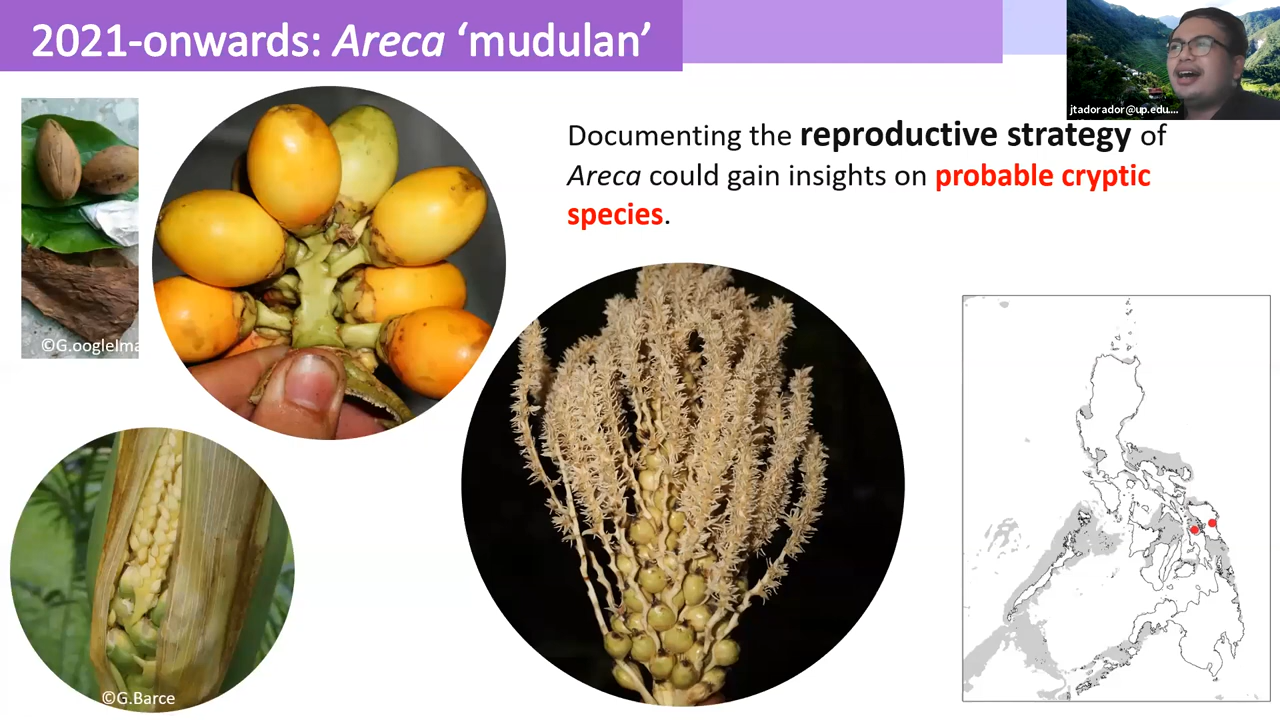 2021-onwards: Areca ‘mudulan’
jtadorador@up.edu....
Documenting the reproductive strategy of
Areca could gain insights on probable cryptic
species.
©G.ooglelma
©G.Barce